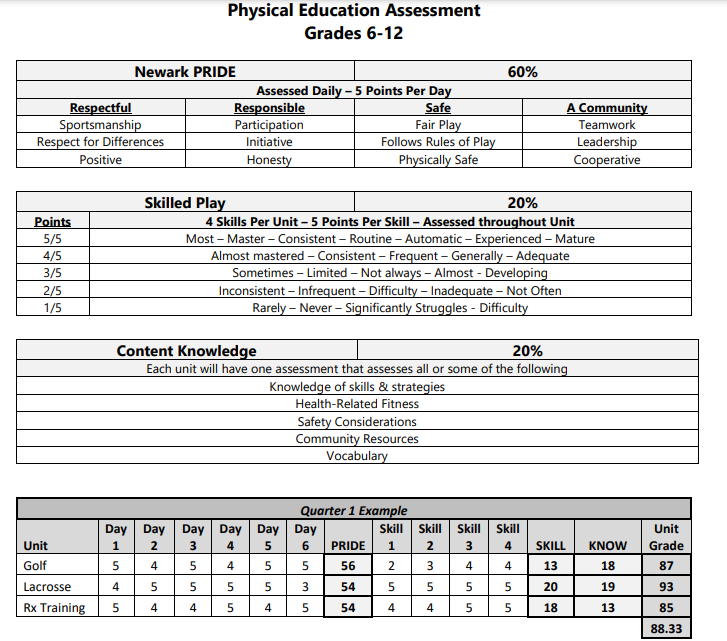 Physical Education Assessment
Grades 6-12
Newark PRIDE 60%
Assessed Daily – 5 Points Per Day
Respectful Responsible Safe A Community
Sportsmanship Participation Fair Play Teamwork
Respect for Differences Initiative Follows Rules of Play Leadership
Positive Honesty Physically Safe Cooperative
Skilled Play 20%
Points 4 Skills Per Unit – 5 Points Per Skill – Assessed throughout Unit
5/5 Most – Master – Consistent – Routine – Automatic – Experienced – Mature
4/5 Almost mastered – Consistent – Frequent – Generally – Adequate
3/5 Sometimes – Limited – Not always – Almost - Developing
2/5 Inconsistent – Infrequent – Difficulty – Inadequate – Not Often
1/5 Rarely – Never – Significantly Struggles - Difficulty
Content Knowledge 20%
Each unit will have one assessment that assesses all or some of the following
Knowledge of skills & strategies
Health-Related Fitness
Safety Considerations
Community Resources
Vocabulary
Quarter 1 Example
Day Day Day Day Day Day Skill Skill Skill Skill Unit
Unit 1 2 3 4 5 6 PRIDE 1 2 3 4 SKILL KNOW Grade
Golf 5 4 5 4 5 5 56 2 3 4 4 13 18 87
Lacrosse 4 5 5 5 5 3 54 5 5 5 5 20 19 93
Rx Training 5 4 4 5 4 5 54 4 4 5 5 18 13 85
88.33